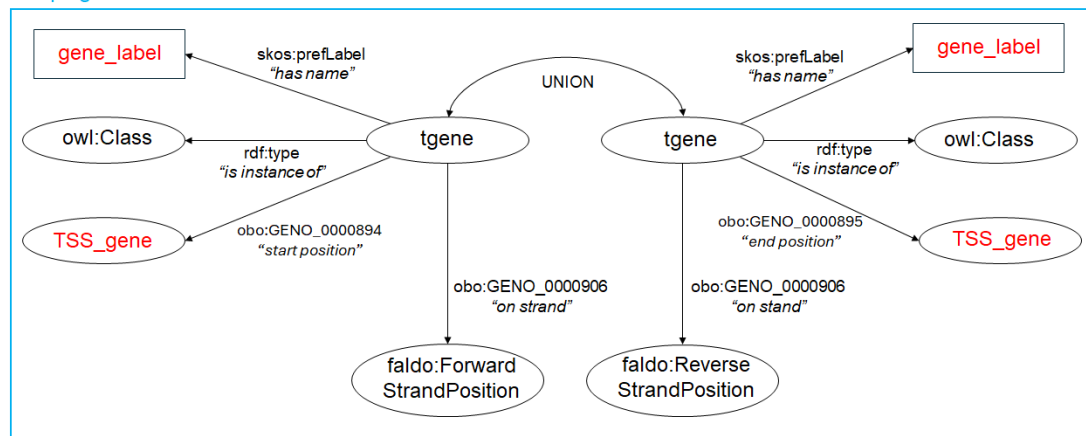 gene_label
skos:prefLabel
"has name"
UNION
skos:prefLabel
"has name"
gene_label
owl:Class
rdf:type
"is instance of"
tgene
tgene
rdf:type
"is instance of"
owl:Class
TSS_gene
obo:GENO_0000894
"start position"
obo:GENO_0000895
"end position"
TSS_gene
obo:GENO_0000906
"on strand"
obo:GENO_0000906
"on stand"
faldo:Forward
StrandPosition
faldo:Reverse
StrandPosition